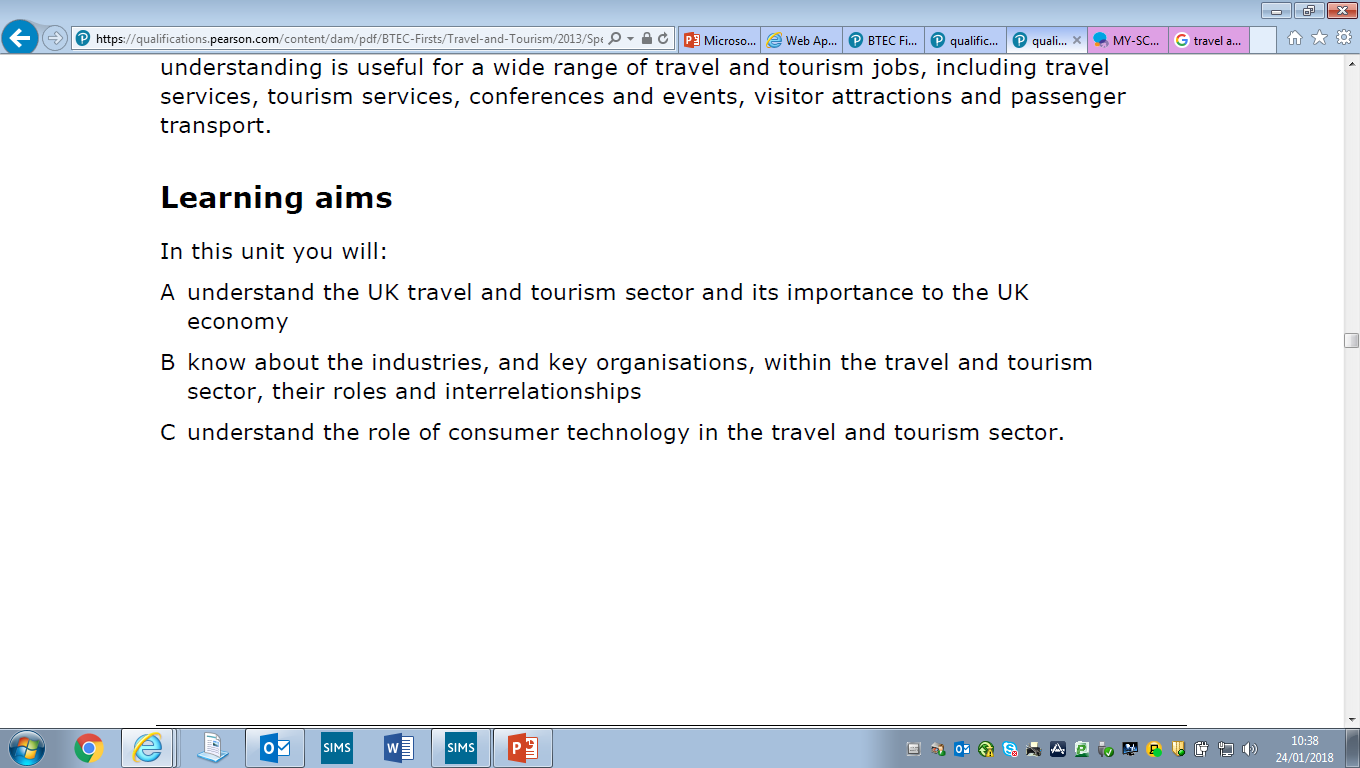 https://qualifications.pearson.com/content/dam/pdf/BTEC-Firsts/Travel-and-Tourism/2013/Spe
Microso...
Web Ap...
BTEC Fi...
qualific...
quali...
MY-SC...
travel a...
understanding is useful for a wide range of travel and tourism jobs, including travel
services, tourism services, conferences and events, visitor attractions and passenger
transport.
Learning aims
In this unit you will:
A understand the UK travel and tourism sector and its importance to the UK
economy
B know about the industries, and key organisations, within the travel and tourism
sector, their roles and interrelationships
C understand the role of consumer technology in the travel and tourism sector.
SIMS
SIMS
10:38
24/01/2018